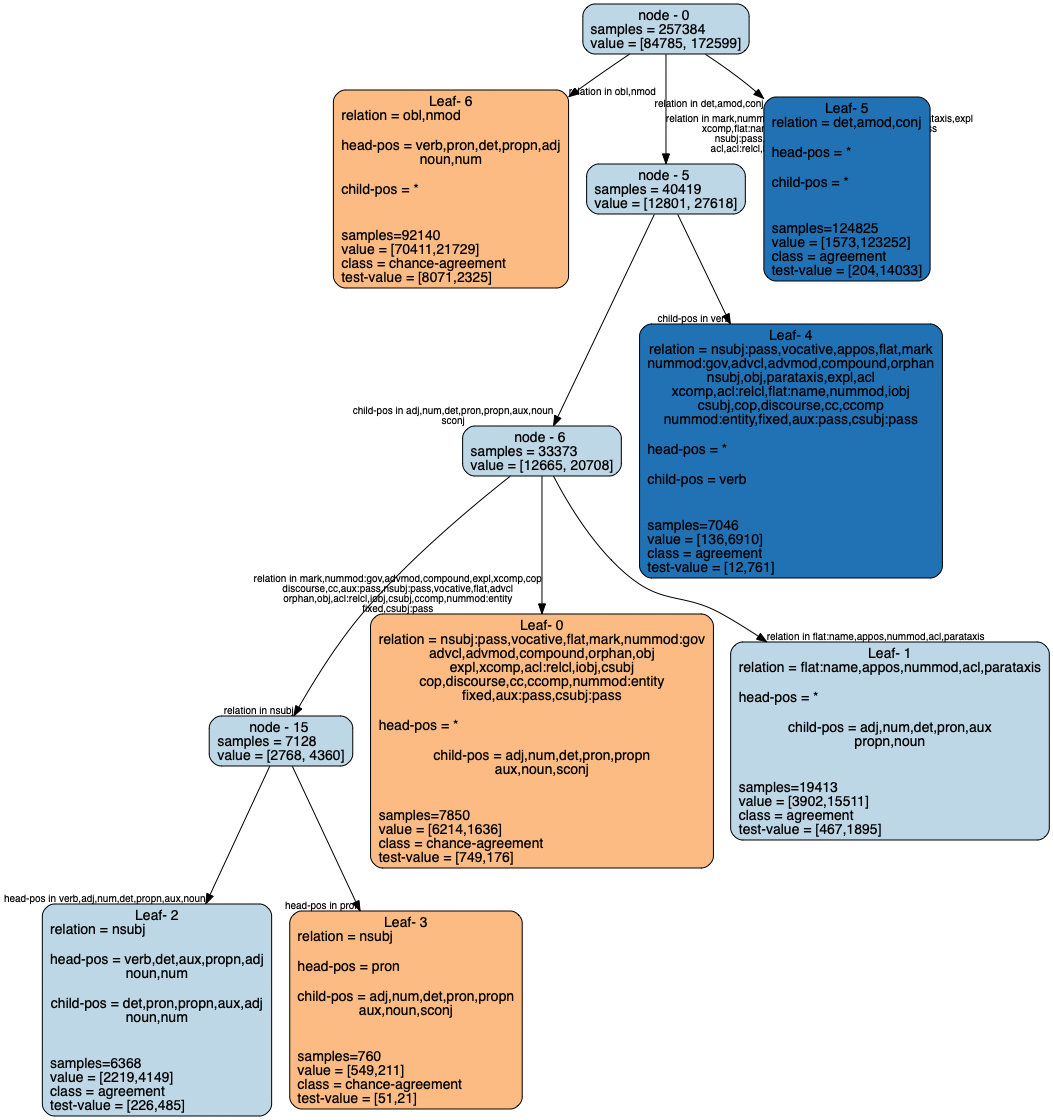 node - 0
samples = 257384
value = [84785, 172599]
relation in obl,nmod
relation in det,amod,conj
relation in mark,numm
taxis,expl
xcomp,flat:nar
ss
nsubj:pass,
acl,acl:relcl,
Leaf- 6
relation = obl,nmod
head-pos = verb,pron,det,propn,adj
noun,num
child-pos = *
samples=92140
value = [70411,21729]
class = chance-agreement
test-value = [8071,2325]
node - 5
samples = 40419
value = [12801, 27618]
Leaf- 5
relation = det,amod,conj
head-pos = *
child-pos = *
samples=124825
value = [1573,123252]
class = agreement
test-value = [204,14033]
child-pos in verb
Leaf- 4
relation = nsubj:pass,vocative,appos,flat,mark
nummod:gov,advcl,advmod,compound,orphan
nsubj,obj,parataxis,expl,acl
xcomp,acl:relcl,flat:name,nummod,iobj
csubj,cop,discourse,cc,ccomp
nummod:entity,fixed,aux:pass,csubj:pass
head-pos = *
child-pos = verb
samples=7046
value = [136,6910]
class = agreement
test-value = [12,761]
child-pos in adj,num,det,pron,propn,aux,noun
sconj
node - 6
samples = 33373
value = [12665, 20708]
relation in mark,nummod:gov,advmod,compound,expl,xcomp,cop
discourse,cc,aux:pass,nsubj:pass,vocative,flat,advcl
orphan,obj,acl:relcl,iobj,csubj,ccomp,nummod:entity
fixed,csubj:pass
Leaf- 0
relation = nsubj:pass,vocative,flat,mark,nummod:gov
advcl,advmod,compound,orphan,obj
expl,xcomp,acl:relcl,iobj,csubj
cop,discourse,cc,ccomp,nummod:entity
fixed,aux:pass,csubj:pass
head-pos = *
child-pos = adj,num,det,pron,propn
aux,noun,sconj
samples=7850
value = [6214,1636]
class = chance-agreement
test-value = [749,176]
relation in flat:name,appos,nummod,acl,parataxis
Leaf- 1
relation = flat:name,appos,nummod,acl,parataxis
head-pos = *
child-pos = adj,num,det,pron,aux
propn,noun
samples=19413
value = [3902,15511]
class = agreement
test-value = [467,1895]
relation in nsubj
node - 15
samples = 7128
value = [2768, 4360]
head-pos in verb,adj,num,det,propn,aux,noun
Leaf- 2
relation = nsubj
head-pos = verb,det,aux,propn,adj
noun,num
child-pos = det,pron,propn,aux,adj
noun,num
samples=6368
value = [2219,4149]
class = agreement
test-value = [226,485]
head-pos in pron
Leaf- 3
relation = nsubj
head-pos = pron
child-pos = adj,num,det,pron,propn
aux,noun,sconj
samples=760
value = [549,211]
class = chance-agreement
test-value = [51,21]